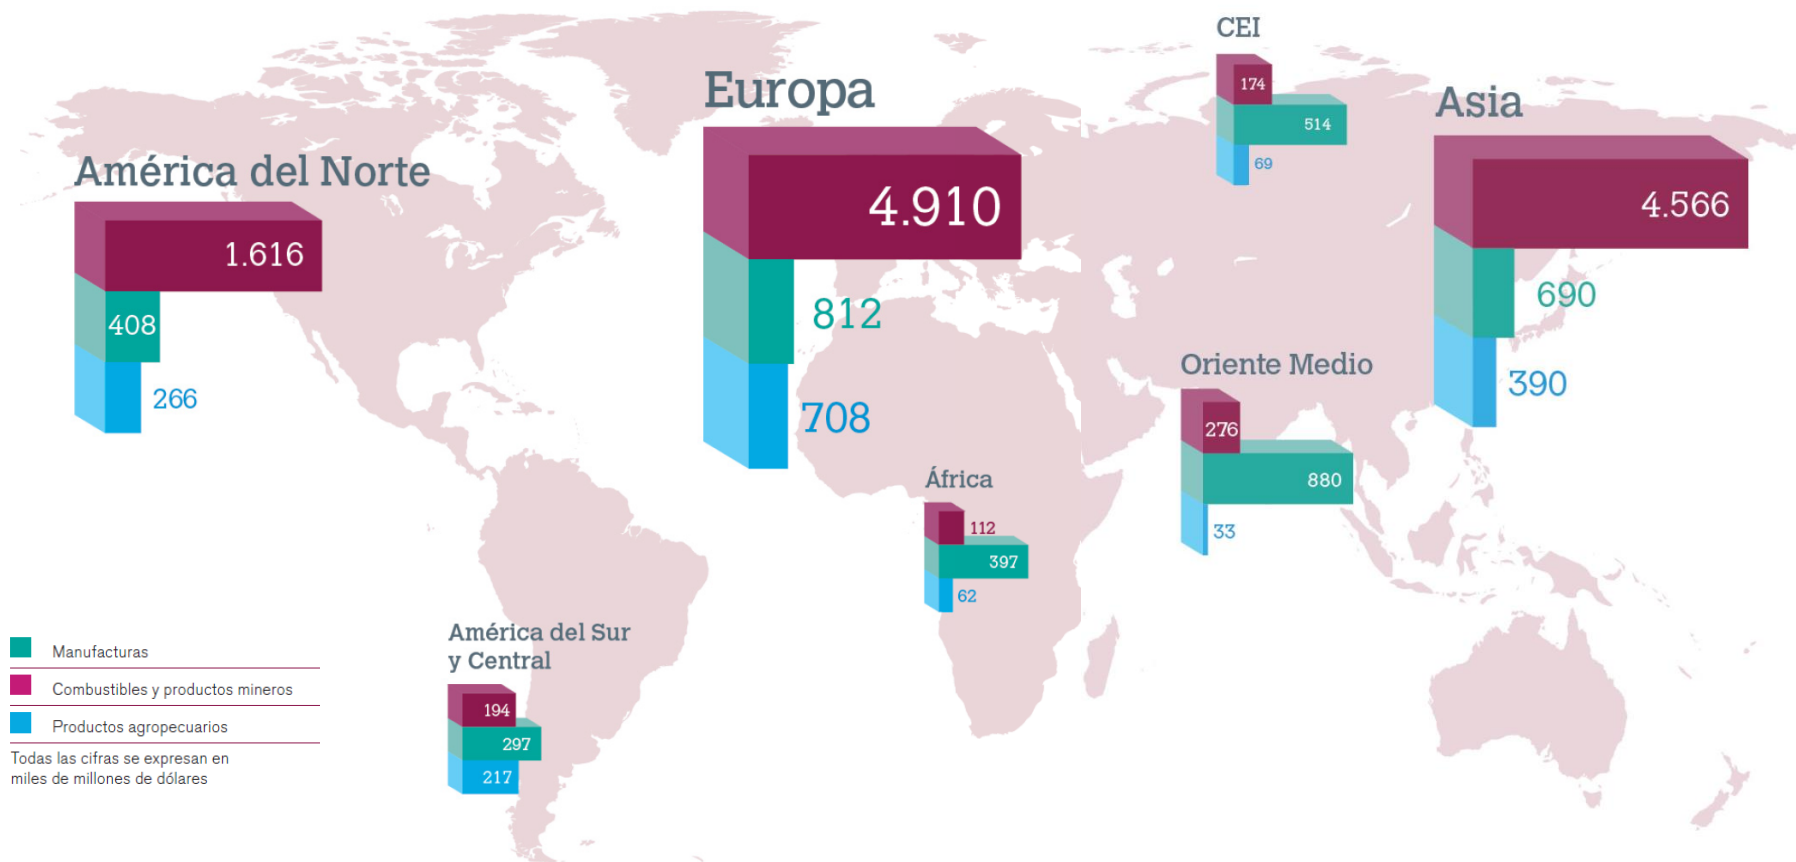 CEI
174
514
69
Europa
4.910
812
708
Asia
4.566
690
390
América del Norte
1.616
408
266
Oriente Medio
276
880
33
África
112
397
62
América del Sur
y Central
194
297
217
Manufacturas
Combustibles y productos mineros
Productos agropecuarios
Todas las cifras se expresan en
miles de millones de dólares